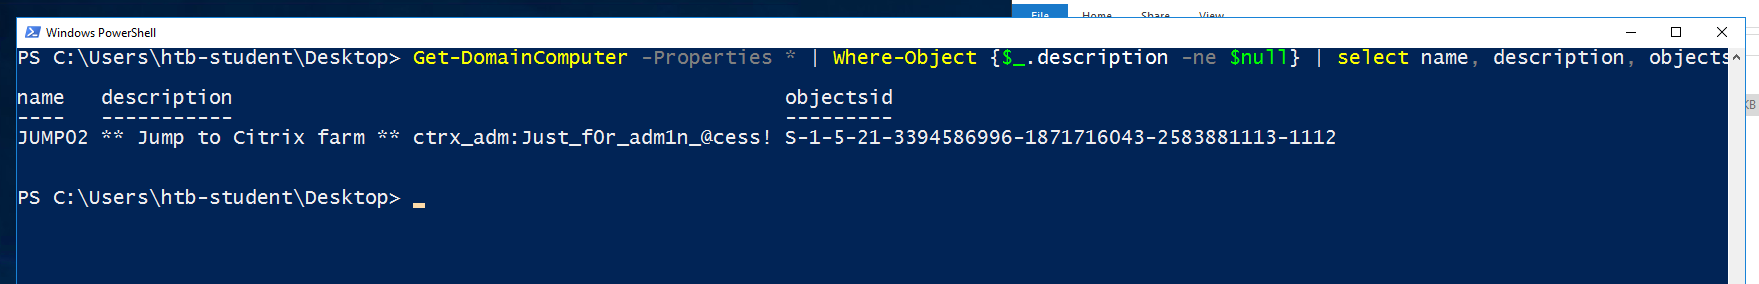 File Home Share View
Windows PowerShell
PS C:\Users\htb-student\Desktop> Get-DomainComputer -Properties * | Where-Object {$_.description -ne $null} | select name, description, objects
name description objectsid
---- ----------- ---------
JUMP02 ** Jump to Citrix farm ** ctrx_adm:Just_f0r_adm1n_@cess! S-1-5-21-3394586996-1871716043-2583881113-1112
KB
PS C:\Users\htb-student\Desktop> _